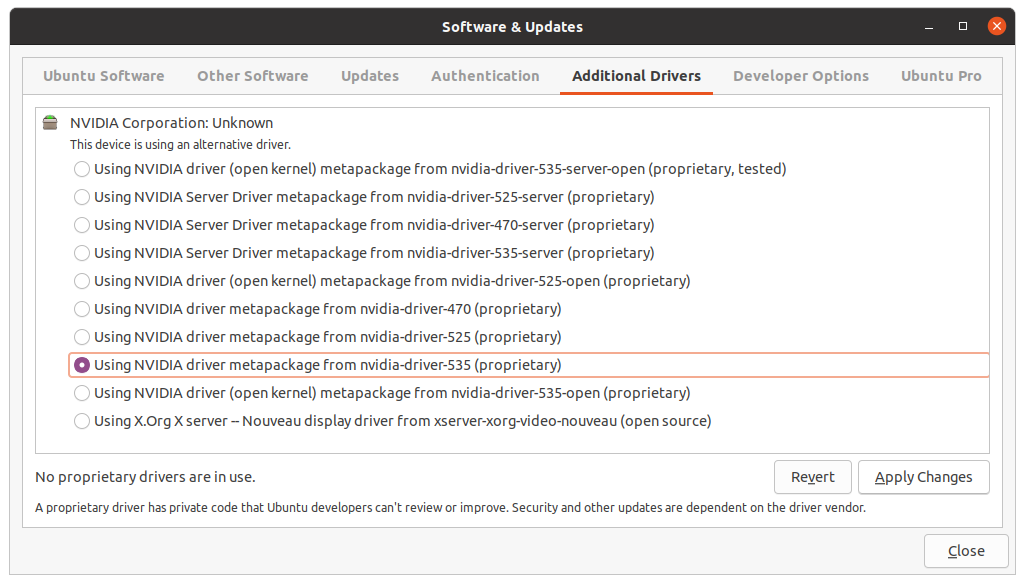 Software & Updates
Ubuntu Software Other Software Updates Authentication Additional Drivers Developer Options Ubuntu Pro
NVIDIA Corporation: Unknown
This device is using an alternative driver.
Using NVIDIA driver (open kernel) metapackage from nvidia-driver-535-server-open (proprietary, tested)
Using NVIDIA Server Driver metapackage from nvidia-driver-525-server (proprietary)
Using NVIDIA Server Driver metapackage from nvidia-driver-470-server (proprietary)
Using NVIDIA Server Driver metapackage from nvidia-driver-535-server (proprietary)
Using NVIDIA driver (open kernel) metapackage from nvidia-driver-525-open (proprietary)
Using NVIDIA driver metapackage from nvidia-driver-470 (proprietary)
Using NVIDIA driver metapackage from nvidia-driver-525 (proprietary)
Using NVIDIA driver metapackage from nvidia-driver-535 (proprietary)
Using NVIDIA driver (open kernel) metapackage from nvidia-driver-535-open (proprietary)
Using X.Org X server -- Nouveau display driver from xserver-xorg-video-nouveau (open source)
No proprietary drivers are in use.
Revert Apply Changes
A proprietary driver has private code that Ubuntu developers can't review or improve. Security and other updates are dependent on the driver vendor.
Close